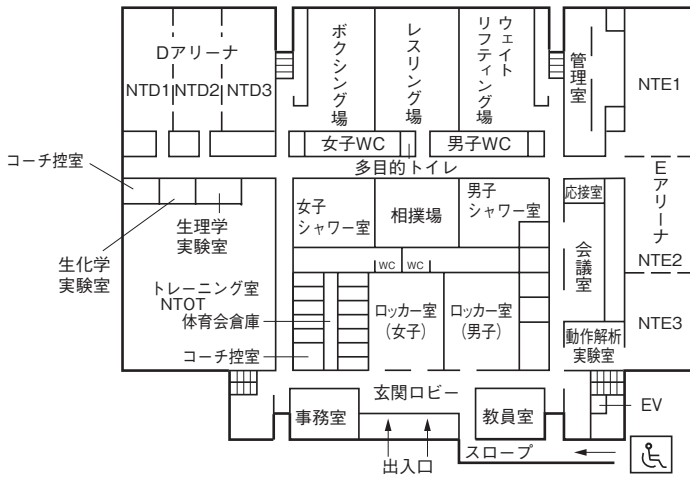 Dアリーナ
NTD1
NTD2
NTD3
ボクシング場
レスリング場
ウェイト
リフティング場
管理室
NTE1
女子WC
男子WC
コーチ控室
多目的トイレ
Eアリーナ
女子
シャワー室
相撲場
男子
シャワー室
応接室
生理学
実験室
生化学
実験室
会議室
NTE2
WC
WC
トレーニング室
NTOT
体育会倉庫
ロッカー室
(女子)
ロッカー室
(男子)
NTE3
動作解析
実験室
コーチ控室
玄関ロビー
事務室
教員室
EV
スロープ
出入口